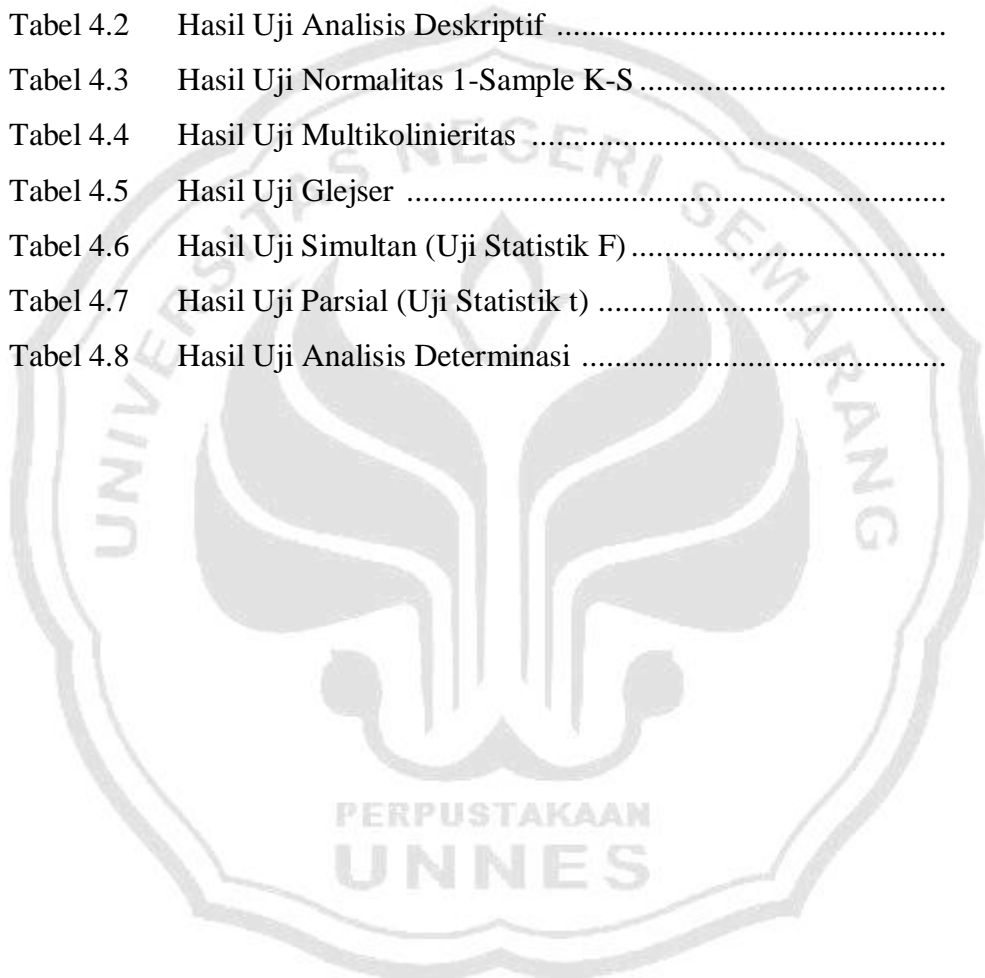 Tabel 4.2 Hasil Uji Analisis Deskriptif ................................................
Tabel 4.3 Hasil Uji Normalitas 1-Sample K-S ......................................
Tabel 4.4 Hasil Uji Multikolinieritas ...................................................
Tabel 4.5 Hasil Uji Glejser ..................................................................
Tabel 4.6 Hasil Uji Simultan (Uji Statistik F) .......................................
Tabel 4.7 Hasil Uji Parsial (Uji Statistik t) ...........................................
Tabel 4.8 Hasil Uji Analisis Determinasi .............................................
UNIVERSITAS NEGERI SEMARANG
PERPUSTAKAAN
UNNES